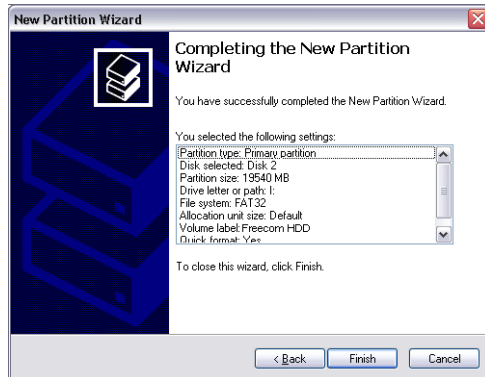 New Partition Wizard
Completing the New Partition
Wizard
You have successfully completed the New Partition Wizard.
You selected the following settings:
Partition type: Primary partition
Disk selected: Disk 2
Partition size: 19540 MB
Drive letter or path: I:
File system: FAT32
Allocation unit size: Default
Volume label: Freecom HDD
Quick format: Yes
To close this wizard, click Finish.
< Back Finish Cancel